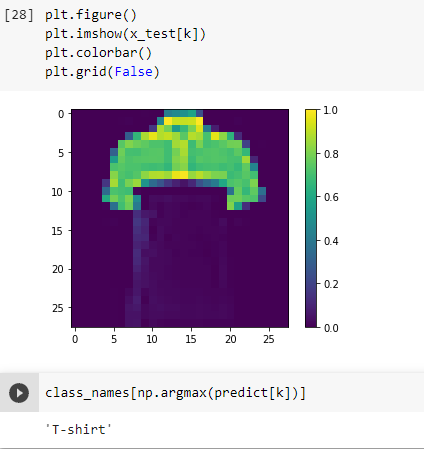 [28] plt.figure()
plt.imshow(x_test[k])
plt.colorbar()
plt.grid(False)
0
5
10
15
20
25
0 5 10 15 20 25
1.0
0.8
0.6
0.4
0.2
0.0
class_names[np.argmax(predict[k])]
'T-shirt'